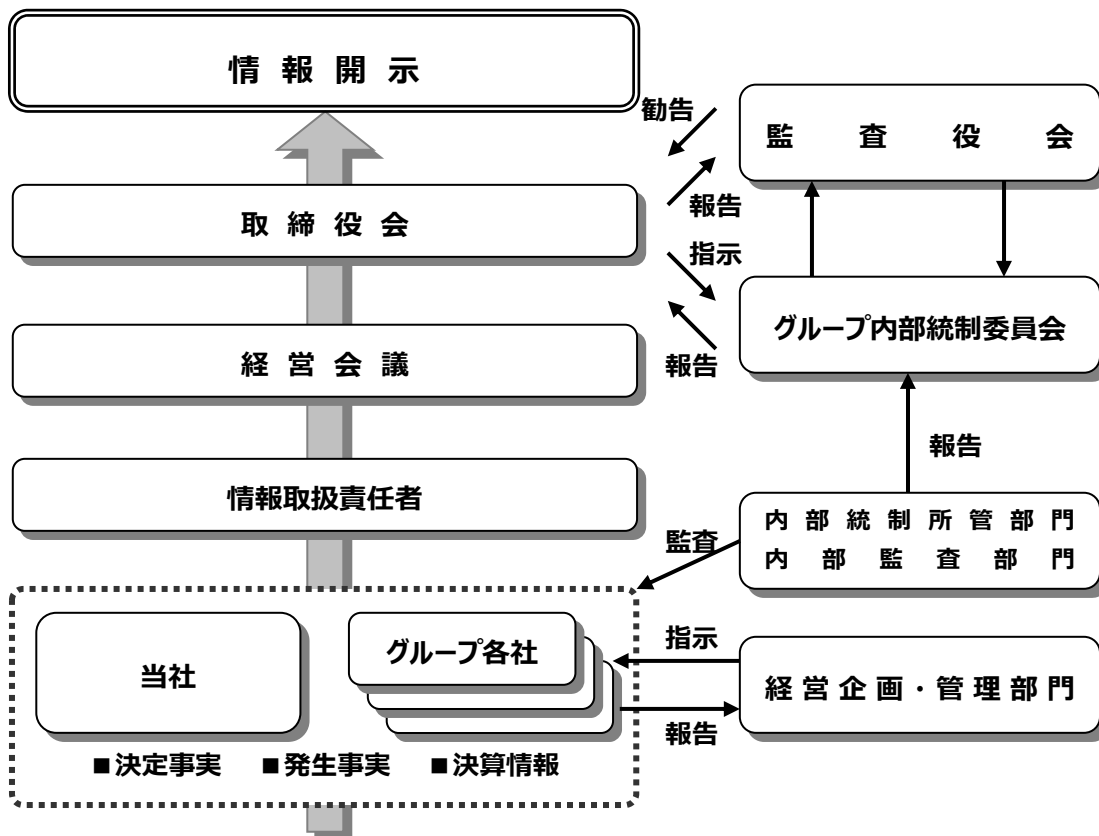 情報開示
勧告
監査役会
取締役会
報告
指示
グループ内部統制委員会
経営会議
報告
報告
情報取扱責任者
内部統制所管部門
内部監査部門
監査
グループ各社
当社
指示
経営企画・管理部門
報告
■決定事実 ■発生事実 ■決算情報